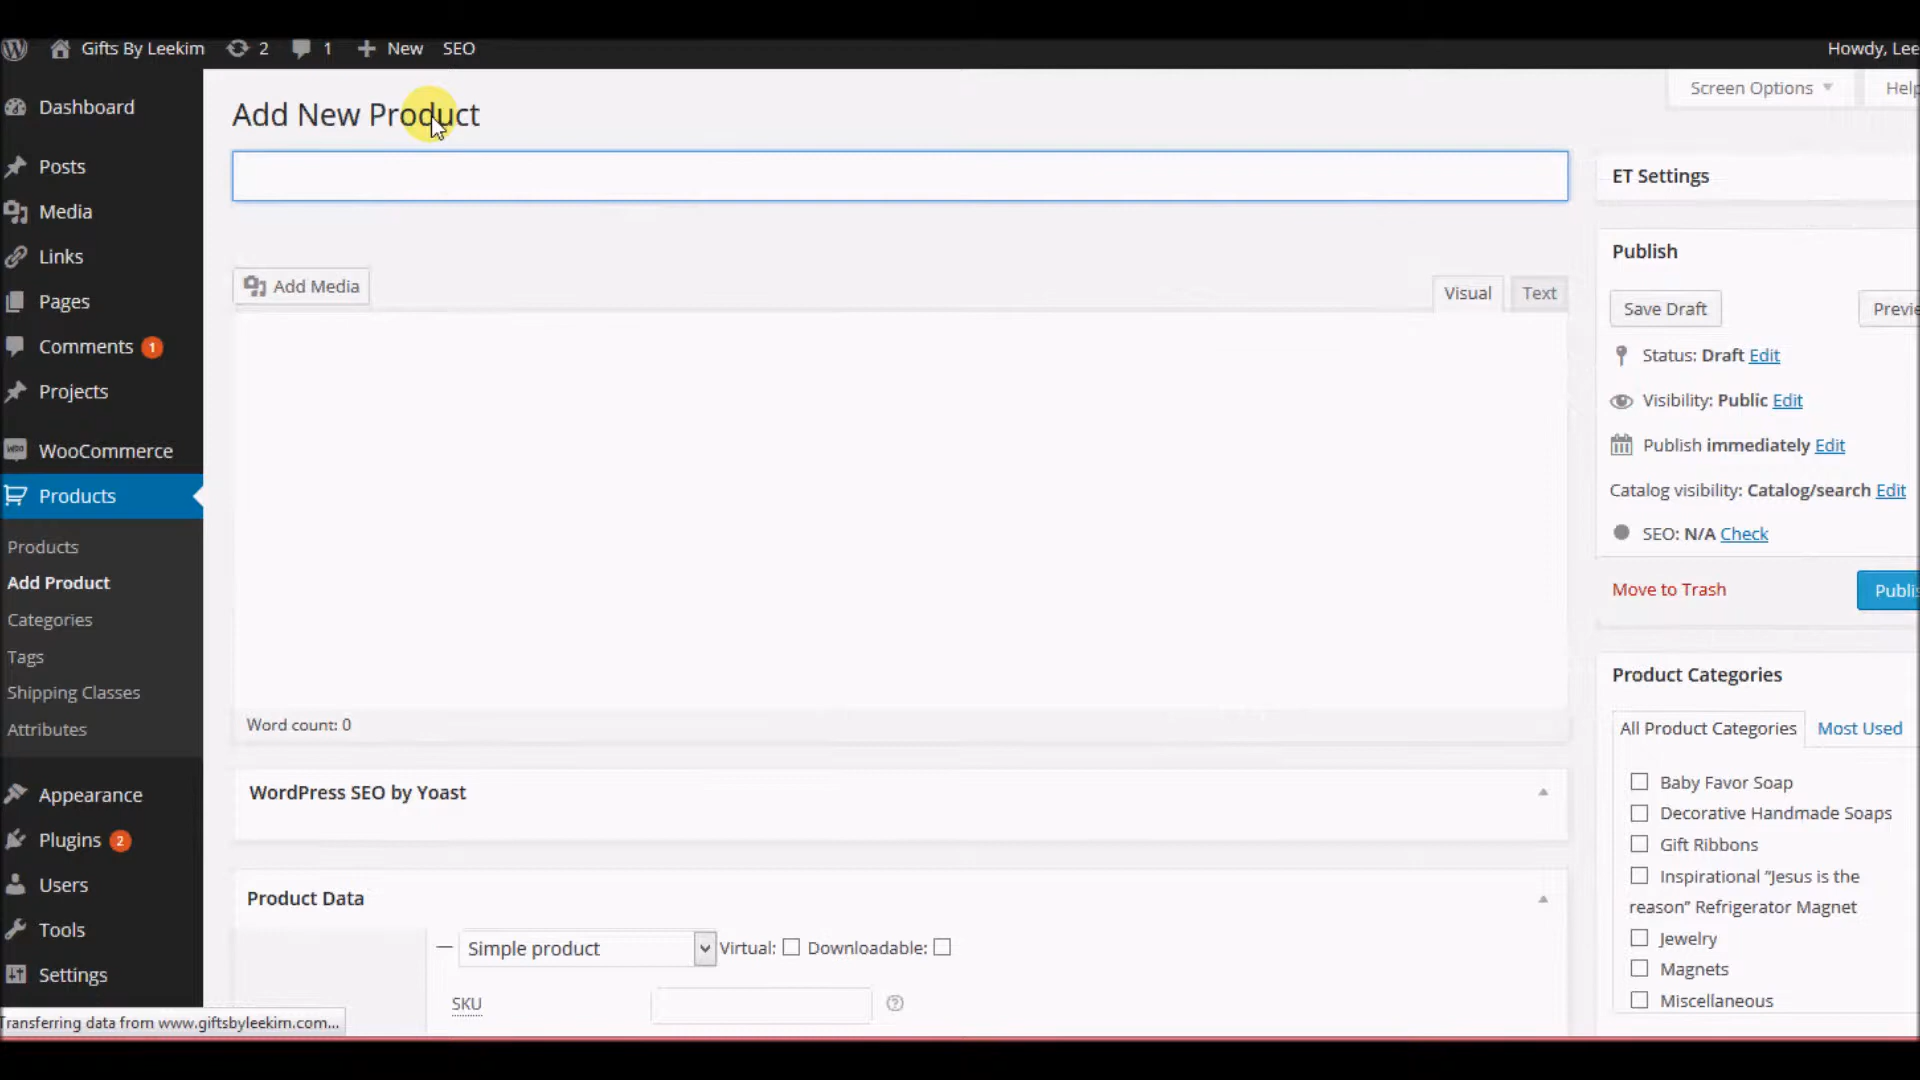 Gifts By Leekim 2 1 New SEO Howdy, Lee
Dashboard
Posts
Media
Links
Pages
Comments 1
Projects
WooCommerce
Products
Products
Add Product
Categories
Tags
Shipping Classes
Attributes
Appearance
Plugins 2
Users
Tools
Settings
Transferring data from www.giftsbyleekim.com...
Screen Options Help
Add New Product
Add Media
Visual Text
Word count: 0
WordPress SEO by Yoast
Product Data
Simple product Virtual: Downloadable:
SKU
ET Settings
Publish
Save Draft Previe
Status: Draft Edit
Visibility: Public Edit
Publish immediately Edit
Catalog visibility: Catalog/search Edit
SEO: N/A Check
Move to Trash Publis
Product Categories
All Product Categories Most Used
Baby Favor Soap
Decorative Handmade Soaps
Gift Ribbons
Inspirational “Jesus is the
reason” Refrigerator Magnet
Jewelry
Magnets
Miscellaneous